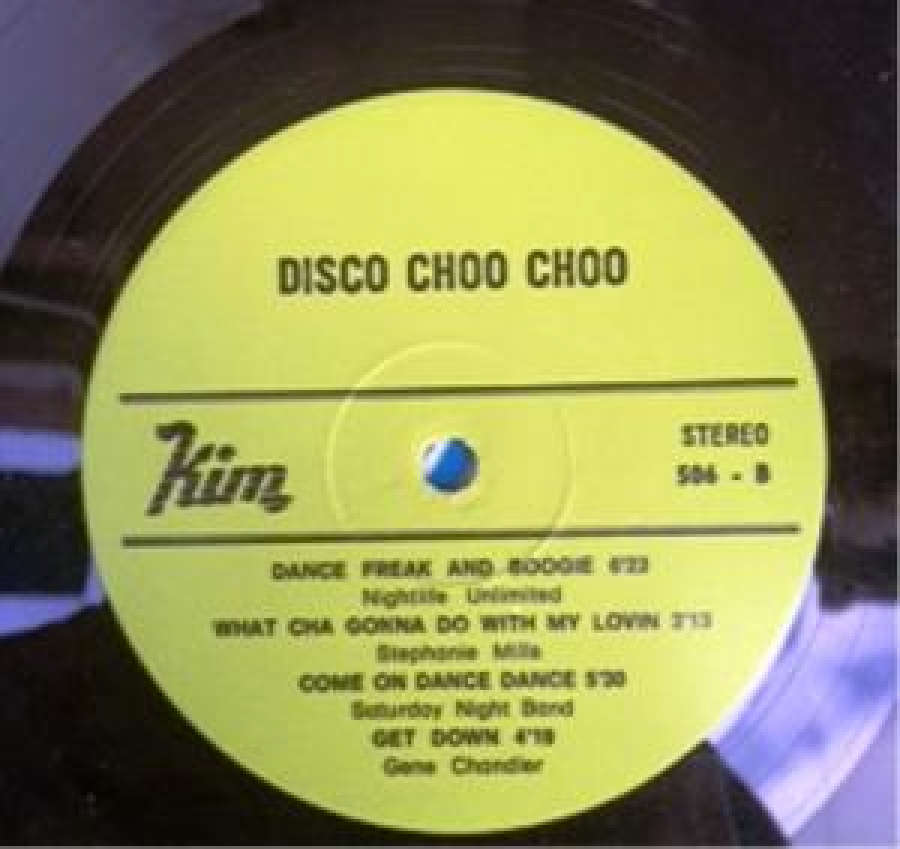 DISCO CHOO CHOO
Kim
STEREO
506 - B
DANCE FREAK AND BOOGIE 6'23
Nightlife Unlimited
WHAT CHA GONNA DO WITH MY LOVIN 3'13
Stephanie Mills
COME ON DANCE DANCE 5'30
Saturday Night Band
GET DOWN 4'19
Gene Chandler